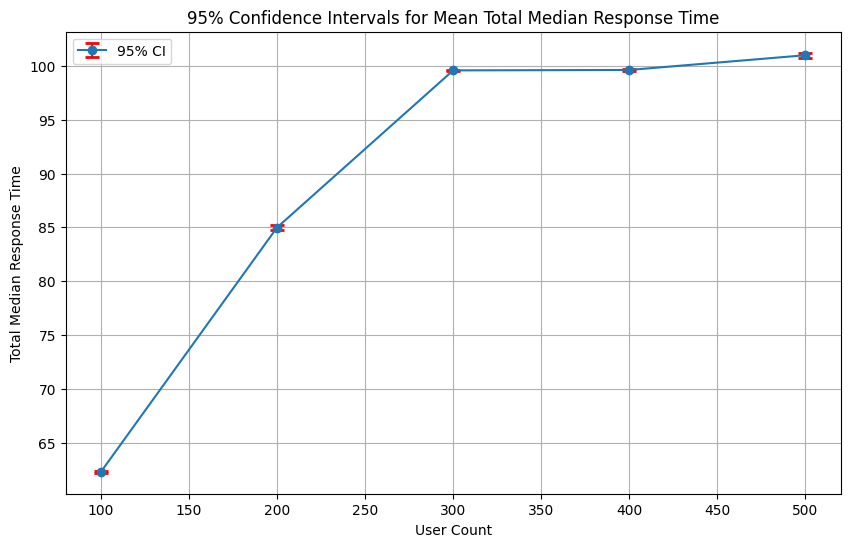 95% Confidence Intervals for Mean Total Median Response Time
95% CI
100
95
90
85
80
75
70
65
Total Median Response Time
100 150 200 250 300 350 400 450 500
User Count